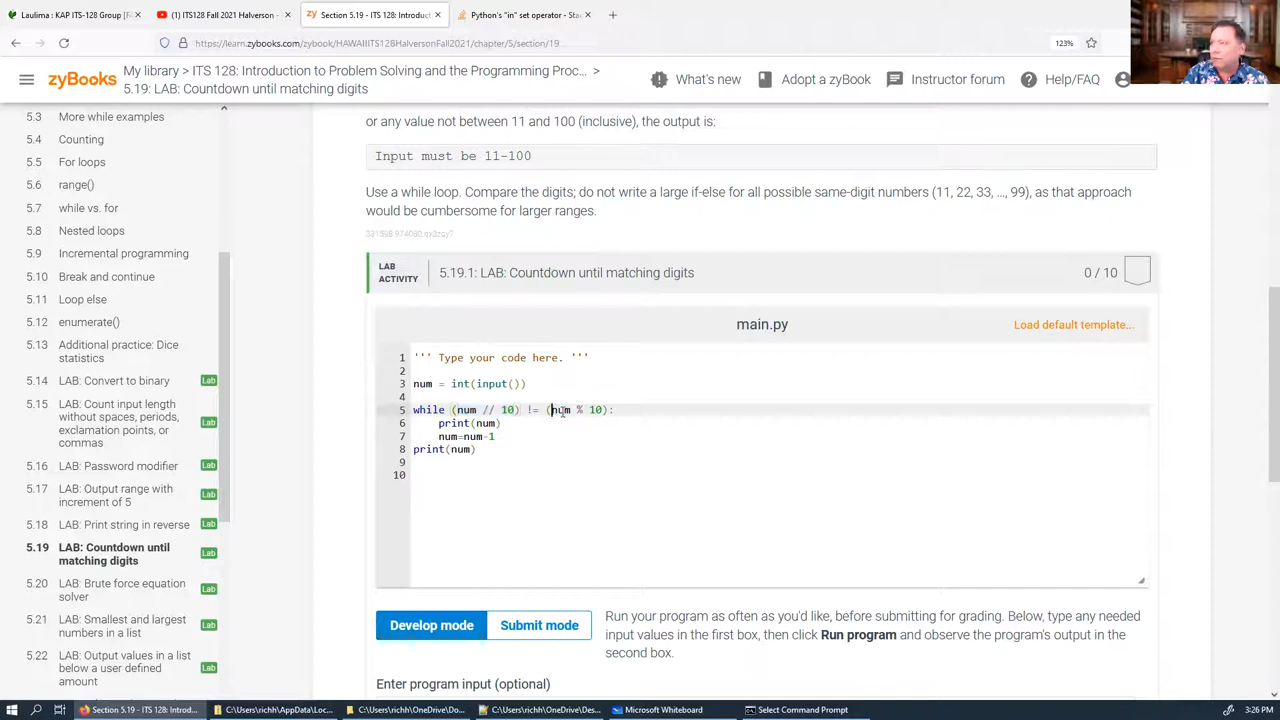 Laulima : KAP ITS-128 Group [F
ITS128 Fall 2021 Halverson -
Section 5.19 - ITS 128: Introduct
Python's "in" set operator - Sta
https://learn.zybooks.com/zybook/HAWAIIITS128HalversonFall2021/chapter/5/section/19
123%
zyBooks
My library > ITS 128: Introduction to Problem Solving and the Programming Proc... >
5.19: LAB: Countdown until matching digits
What's new
Adopt a zyBook
Instructor forum
Help/FAQ
5.3 More while examples
5.4 Counting
5.5 For loops
5.6 range()
5.7 while vs. for
5.8 Nested loops
5.9 Incremental programming
5.10 Break and continue
5.11 Loop else
5.12 enumerate()
5.13 Additional practice: Dice
statistics
5.14 LAB: Convert to binary Lab
5.15 LAB: Count input length
without spaces, periods,
exclamation points, or
commas
Lab
5.16 LAB: Password modifier Lab
5.17 LAB: Output range with
increment of 5
Lab
5.18 LAB: Print string in reverse Lab
5.19 LAB: Countdown until
matching digits
Lab
5.20 LAB: Brute force equation
solver
Lab
5.21 LAB: Smallest and largest
numbers in a list
Lab
5.22 LAB: Output values in a list
below a user defined
amount
Lab
or any value not between 11 and 100 (inclusive), the output is:
Input must be 11-100
Use a while loop. Compare the digits; do not write a large if-else for all possible same-digit numbers (11, 22, 33, ..., 99), as that approach
would be cumbersome for larger ranges.
LAB
ACTIVITY
5.19.1: LAB: Countdown until matching digits
0 / 10
main.py
Load default template...
1 ''' Type your code here. '''
2
3 num = int(input())
4
5 while (num // 10) != (num % 10):
6 print(num)
7 num=num-1
8 print(num)
9
10
Develop mode
Submit mode
Run your program as often as you'd like, before submitting for grading. Below, type any needed
input values in the first box, then click Run program and observe the program's output in the
second box.
Enter program input (optional)
Section 5.19 - ITS 128: Introd...
C:\Users\richh\AppData\Loc...
C:\Users\richh\OneDrive\Do...
C:\Users\richh\OneDrive\De...
Microsoft Whiteboard
Select Command Prompt
3:26 PM